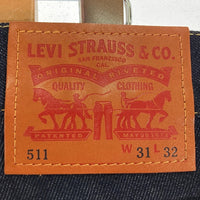 LEVI STRAUSS & CO.
SAN FRANCISCO
CAL.
ORIGINAL RIVETED
QUALITY CLOTHING
PATENTED MAY 20 1873
511 W 31 L 32